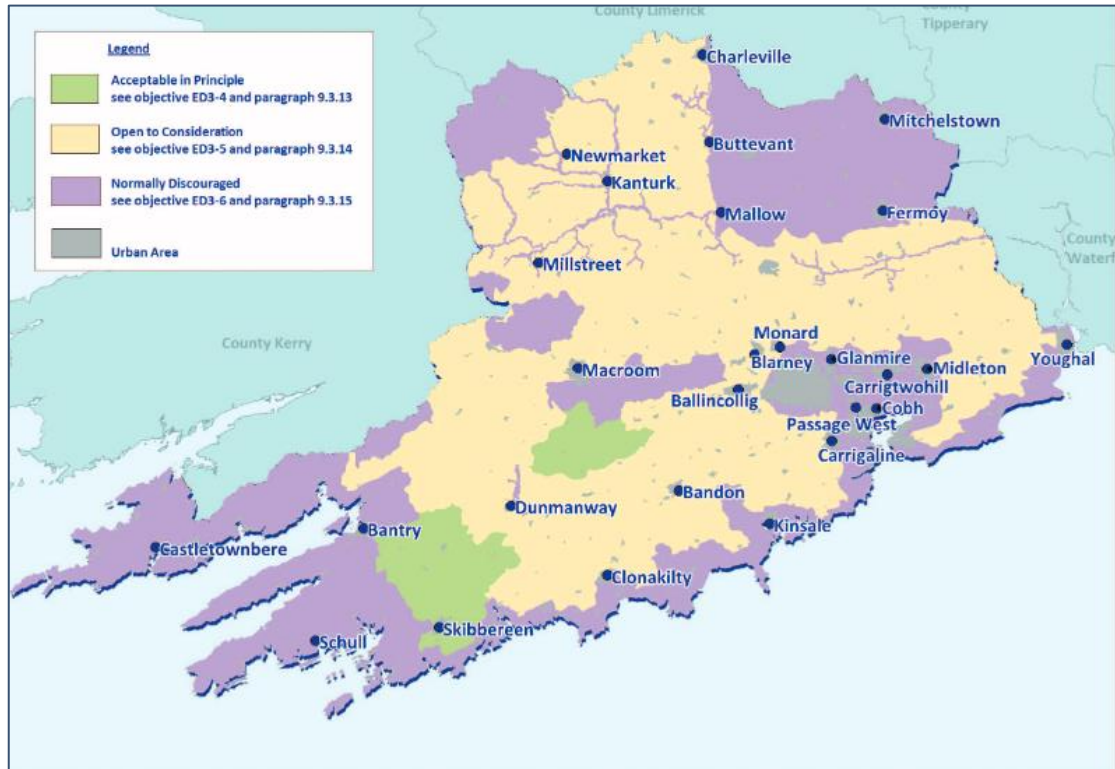 County Limerick
County
Tipperary
Legend
Acceptable in Principle
see objective ED3-4 and paragraph 9.3.13
Open to Consideration
see objective ED3-5 and paragraph 9.3.14
Normally Discouraged
see objective ED3-6 and paragraph 9.3.15
Urban Area
Charleville
Mitchelstown
Buttevant
Newmarket
Kanturk
Mallow
Fermoy
County
Waterf
Millstreet
County Kerry
Monard
Blarney
Glanmire
Youghal
Macroom
Midleton
Carrigtwohill
Ballincollig
Cobh
Passage West
Carrigaline
Bandon
Dunmanway
Kinsale
Bantry
Castletownbere
Clonakilty
Skibbereen
Schull